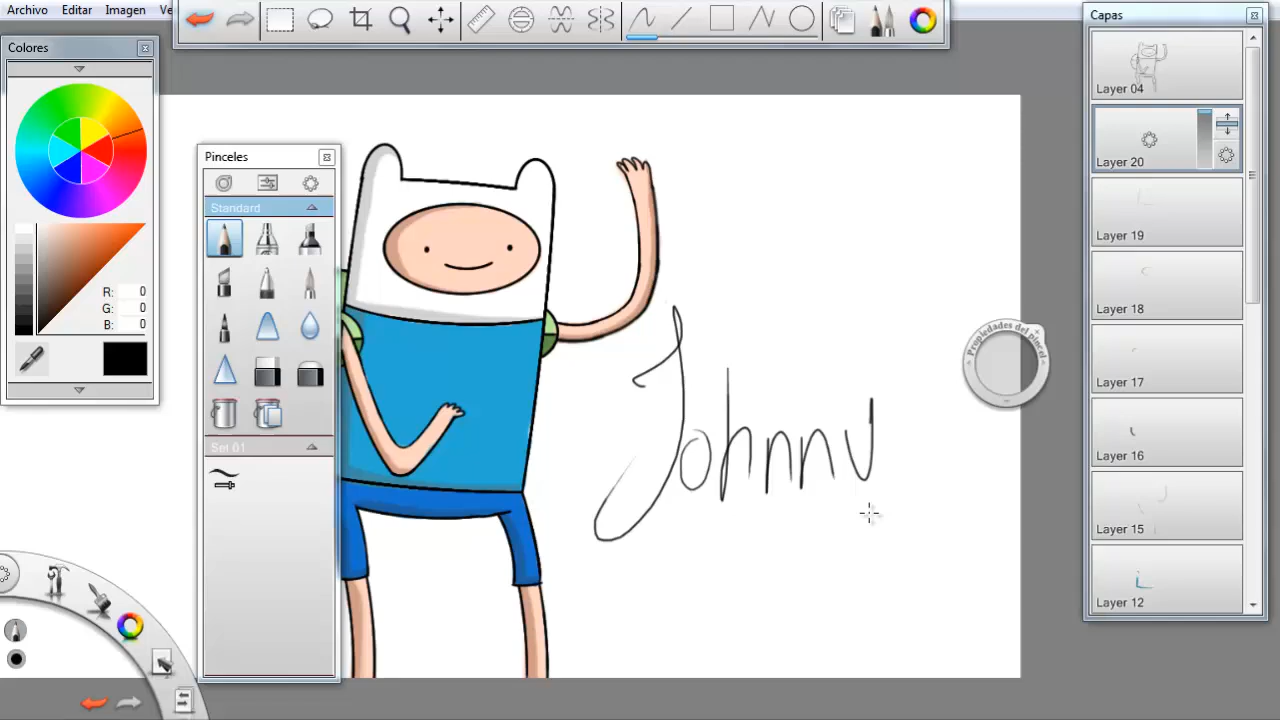 Archivo Editar Imagen Ve
Colores
R: 0
G: 0
B: 0
Pinceles
Standard
Set 01
Johnny
Propiedades del pincel
Capas
Layer 04
Layer 20
Layer 19
Layer 18
Layer 17
Layer 16
Layer 15
Layer 12